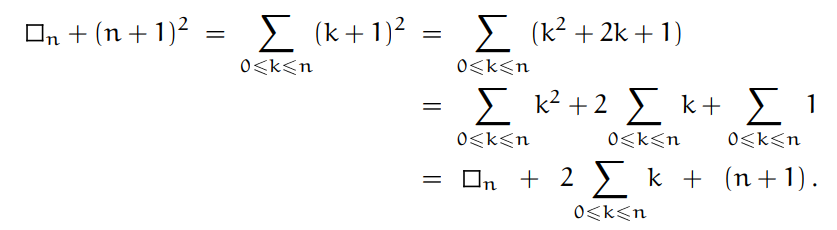 □ₙ + (n + 1)² = ∑_{0⩽k⩽n} (k + 1)² = ∑_{0⩽k⩽n} (k² + 2k + 1)
= ∑_{0⩽k⩽n} k² + 2 ∑_{0⩽k⩽n} k + ∑_{0⩽k⩽n} 1
= □ₙ + 2 ∑_{0⩽k⩽n} k + (n + 1).